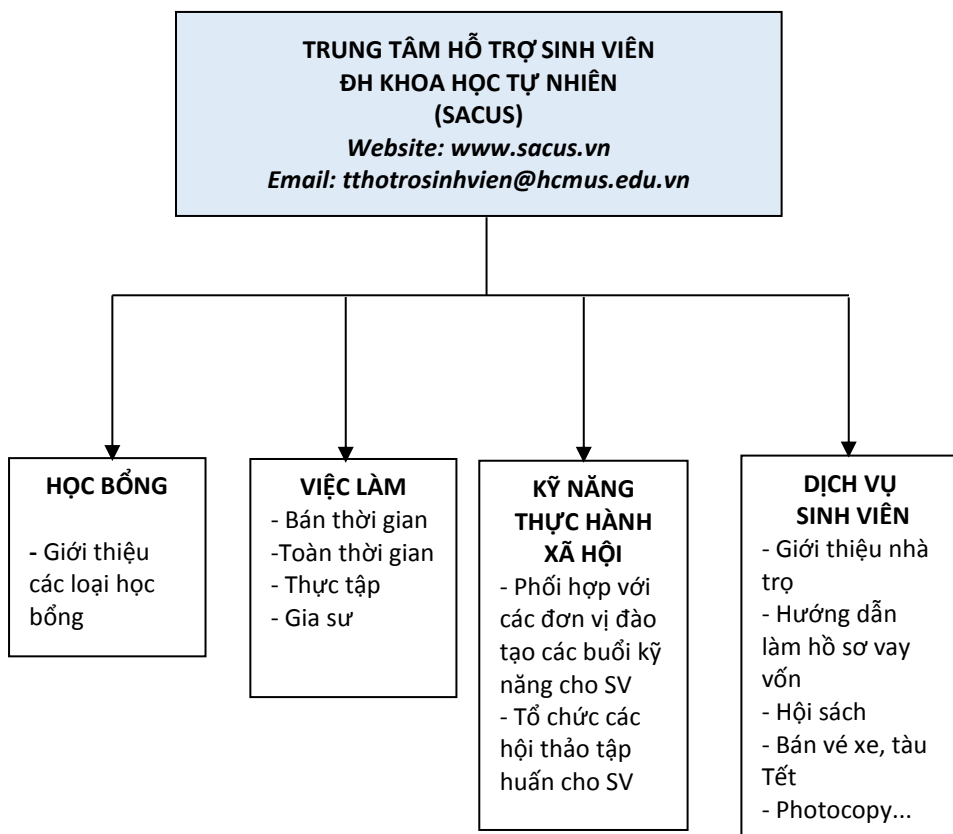 TRUNG TÂM HỖ TRỢ SINH VIÊN
ĐH KHOA HỌC TỰ NHIÊN
(SACUS)
Website: www.sacus.vn
Email: tthotrosinhvien@hcmus.edu.vn
HỌC BỔNG
- Giới thiệu
các loại học
bổng
VIỆC LÀM
- Bán thời gian
-Toàn thời gian
- Thực tập
- Gia sư
KỸ NĂNG
THỰC HÀNH
XÃ HỘI
- Phối hợp với
các đơn vị đào
tạo các buổi kỹ
năng cho SV
- Tổ chức các
hội thảo tập
huấn cho SV
DỊCH VỤ
SINH VIÊN
- Giới thiệu nhà
trọ
- Hướng dẫn
làm hồ sơ vay
vốn
- Hội sách
- Bán vé xe, tàu
Tết
- Photocopy...